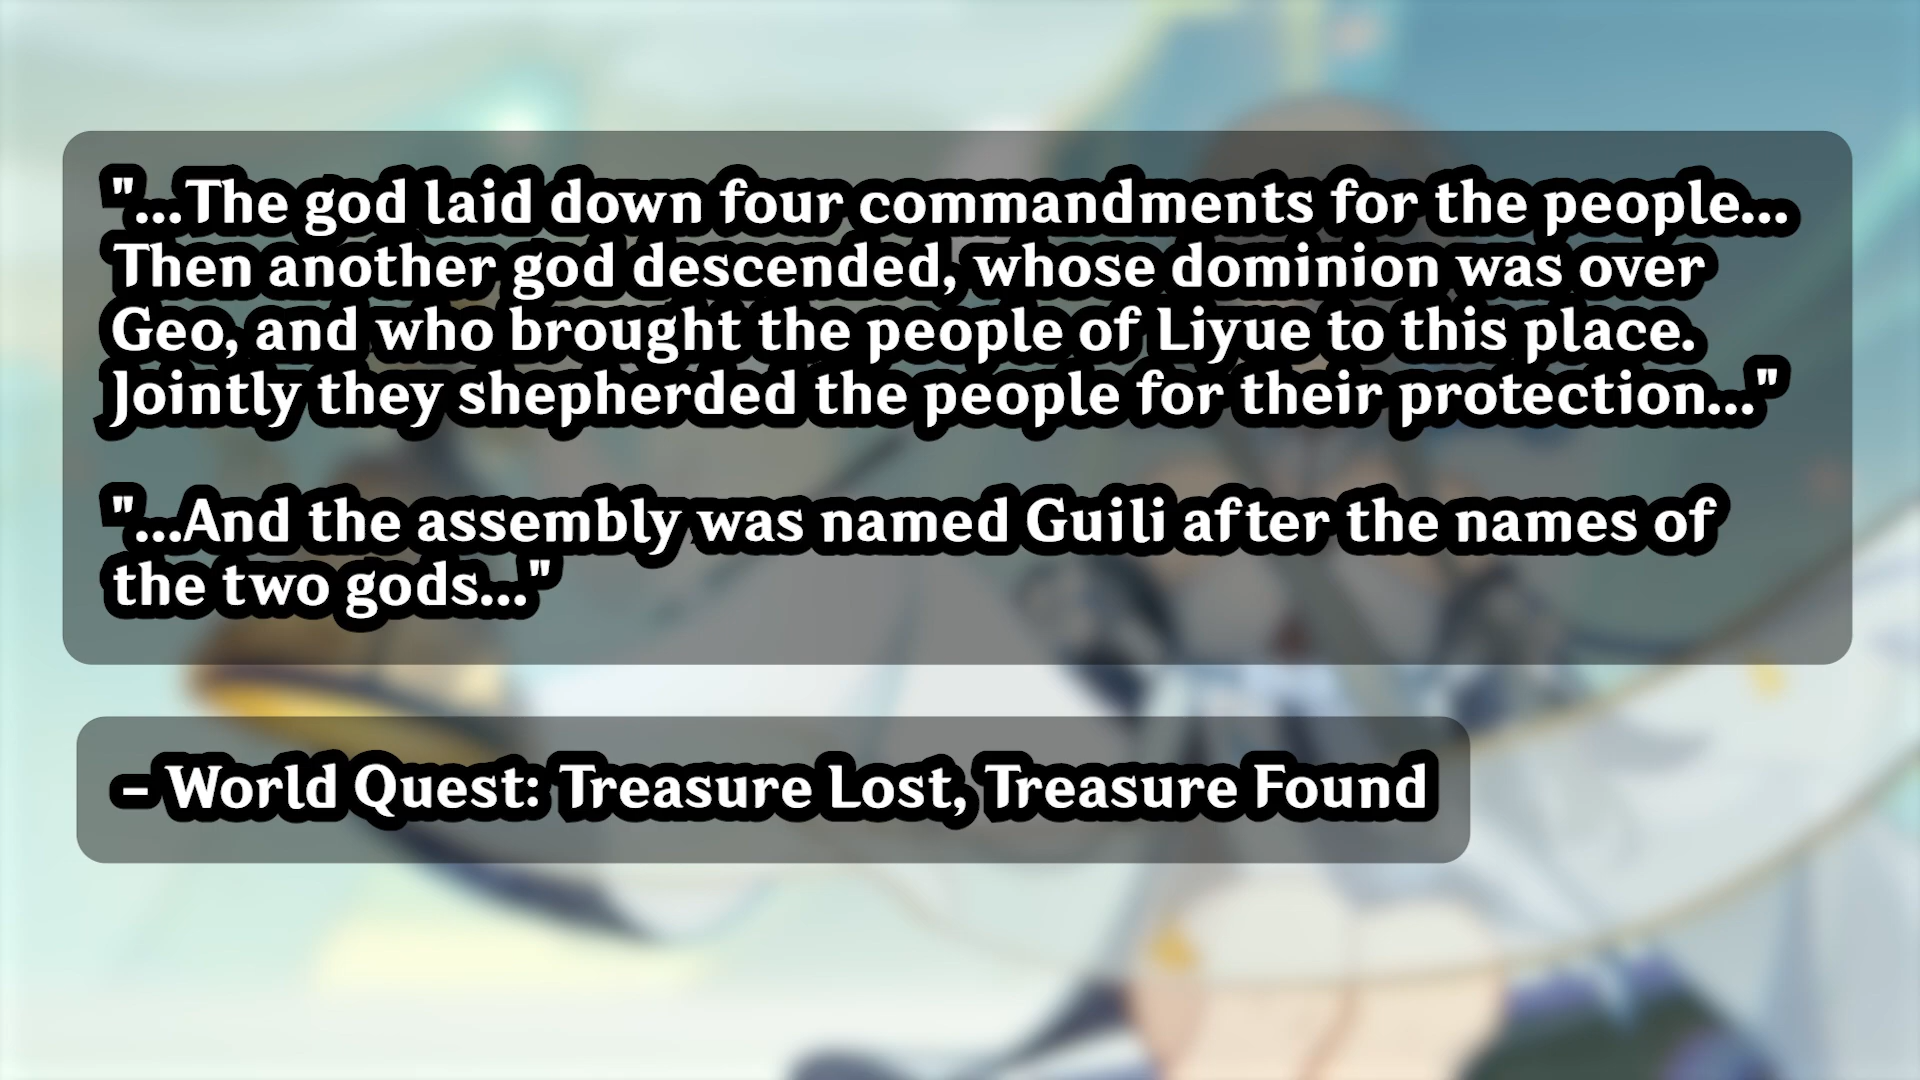 "...The god laid down four commandments for the people...
Then another god descended, whose dominion was over
Geo, and who brought the people of Liyue to this place.
Jointly they shepherded the people for their protection..."
"...And the assembly was named Guili after the names of
the two gods..."
– World Quest: Treasure Lost, Treasure Found